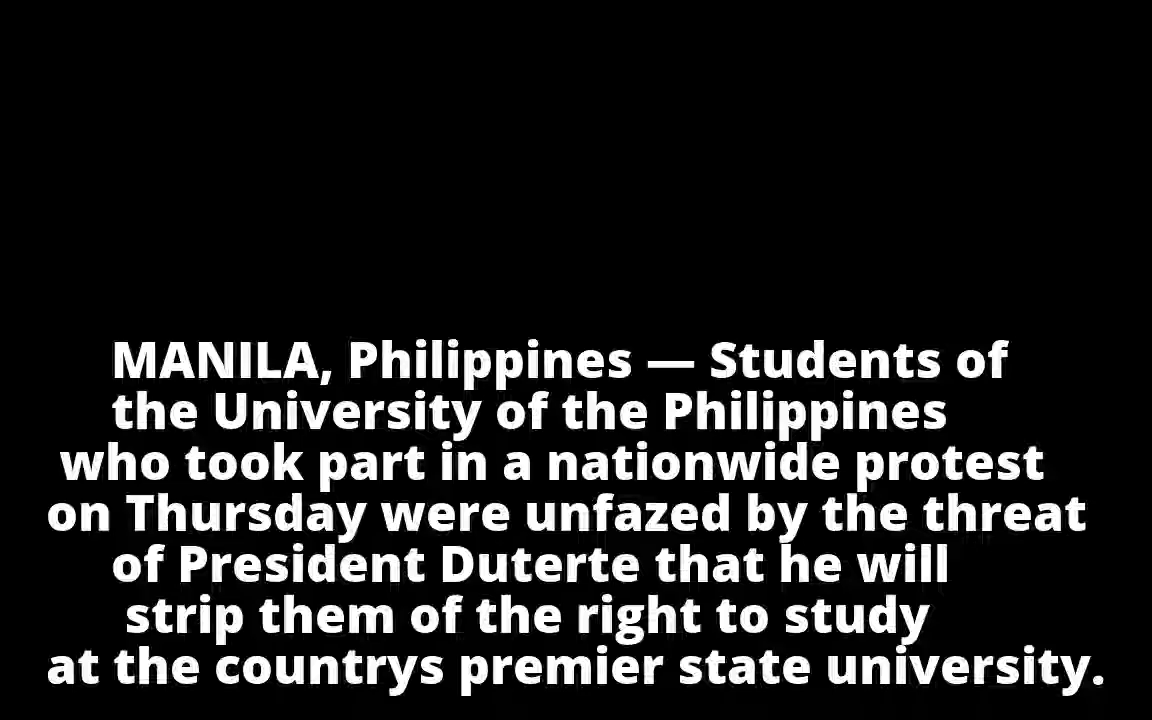 MANILA, Philippines — Students of
the University of the Philippines
who took part in a nationwide protest
on Thursday were unfazed by the threat
of President Duterte that he will
strip them of the right to study
at the countrys premier state university.